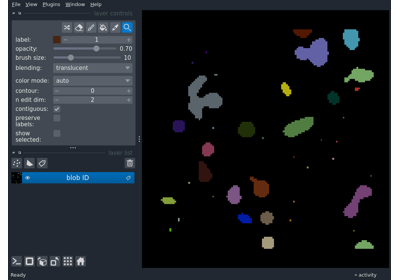 File View Plugins Window Help
layer controls
label: 1
opacity: 0.70
brush size: 10
blending: translucent
color mode: auto
contour: 0
n edit dim: 2
contiguous:
preserve
labels:
show
selected:
layer list
blob ID
Ready
activity